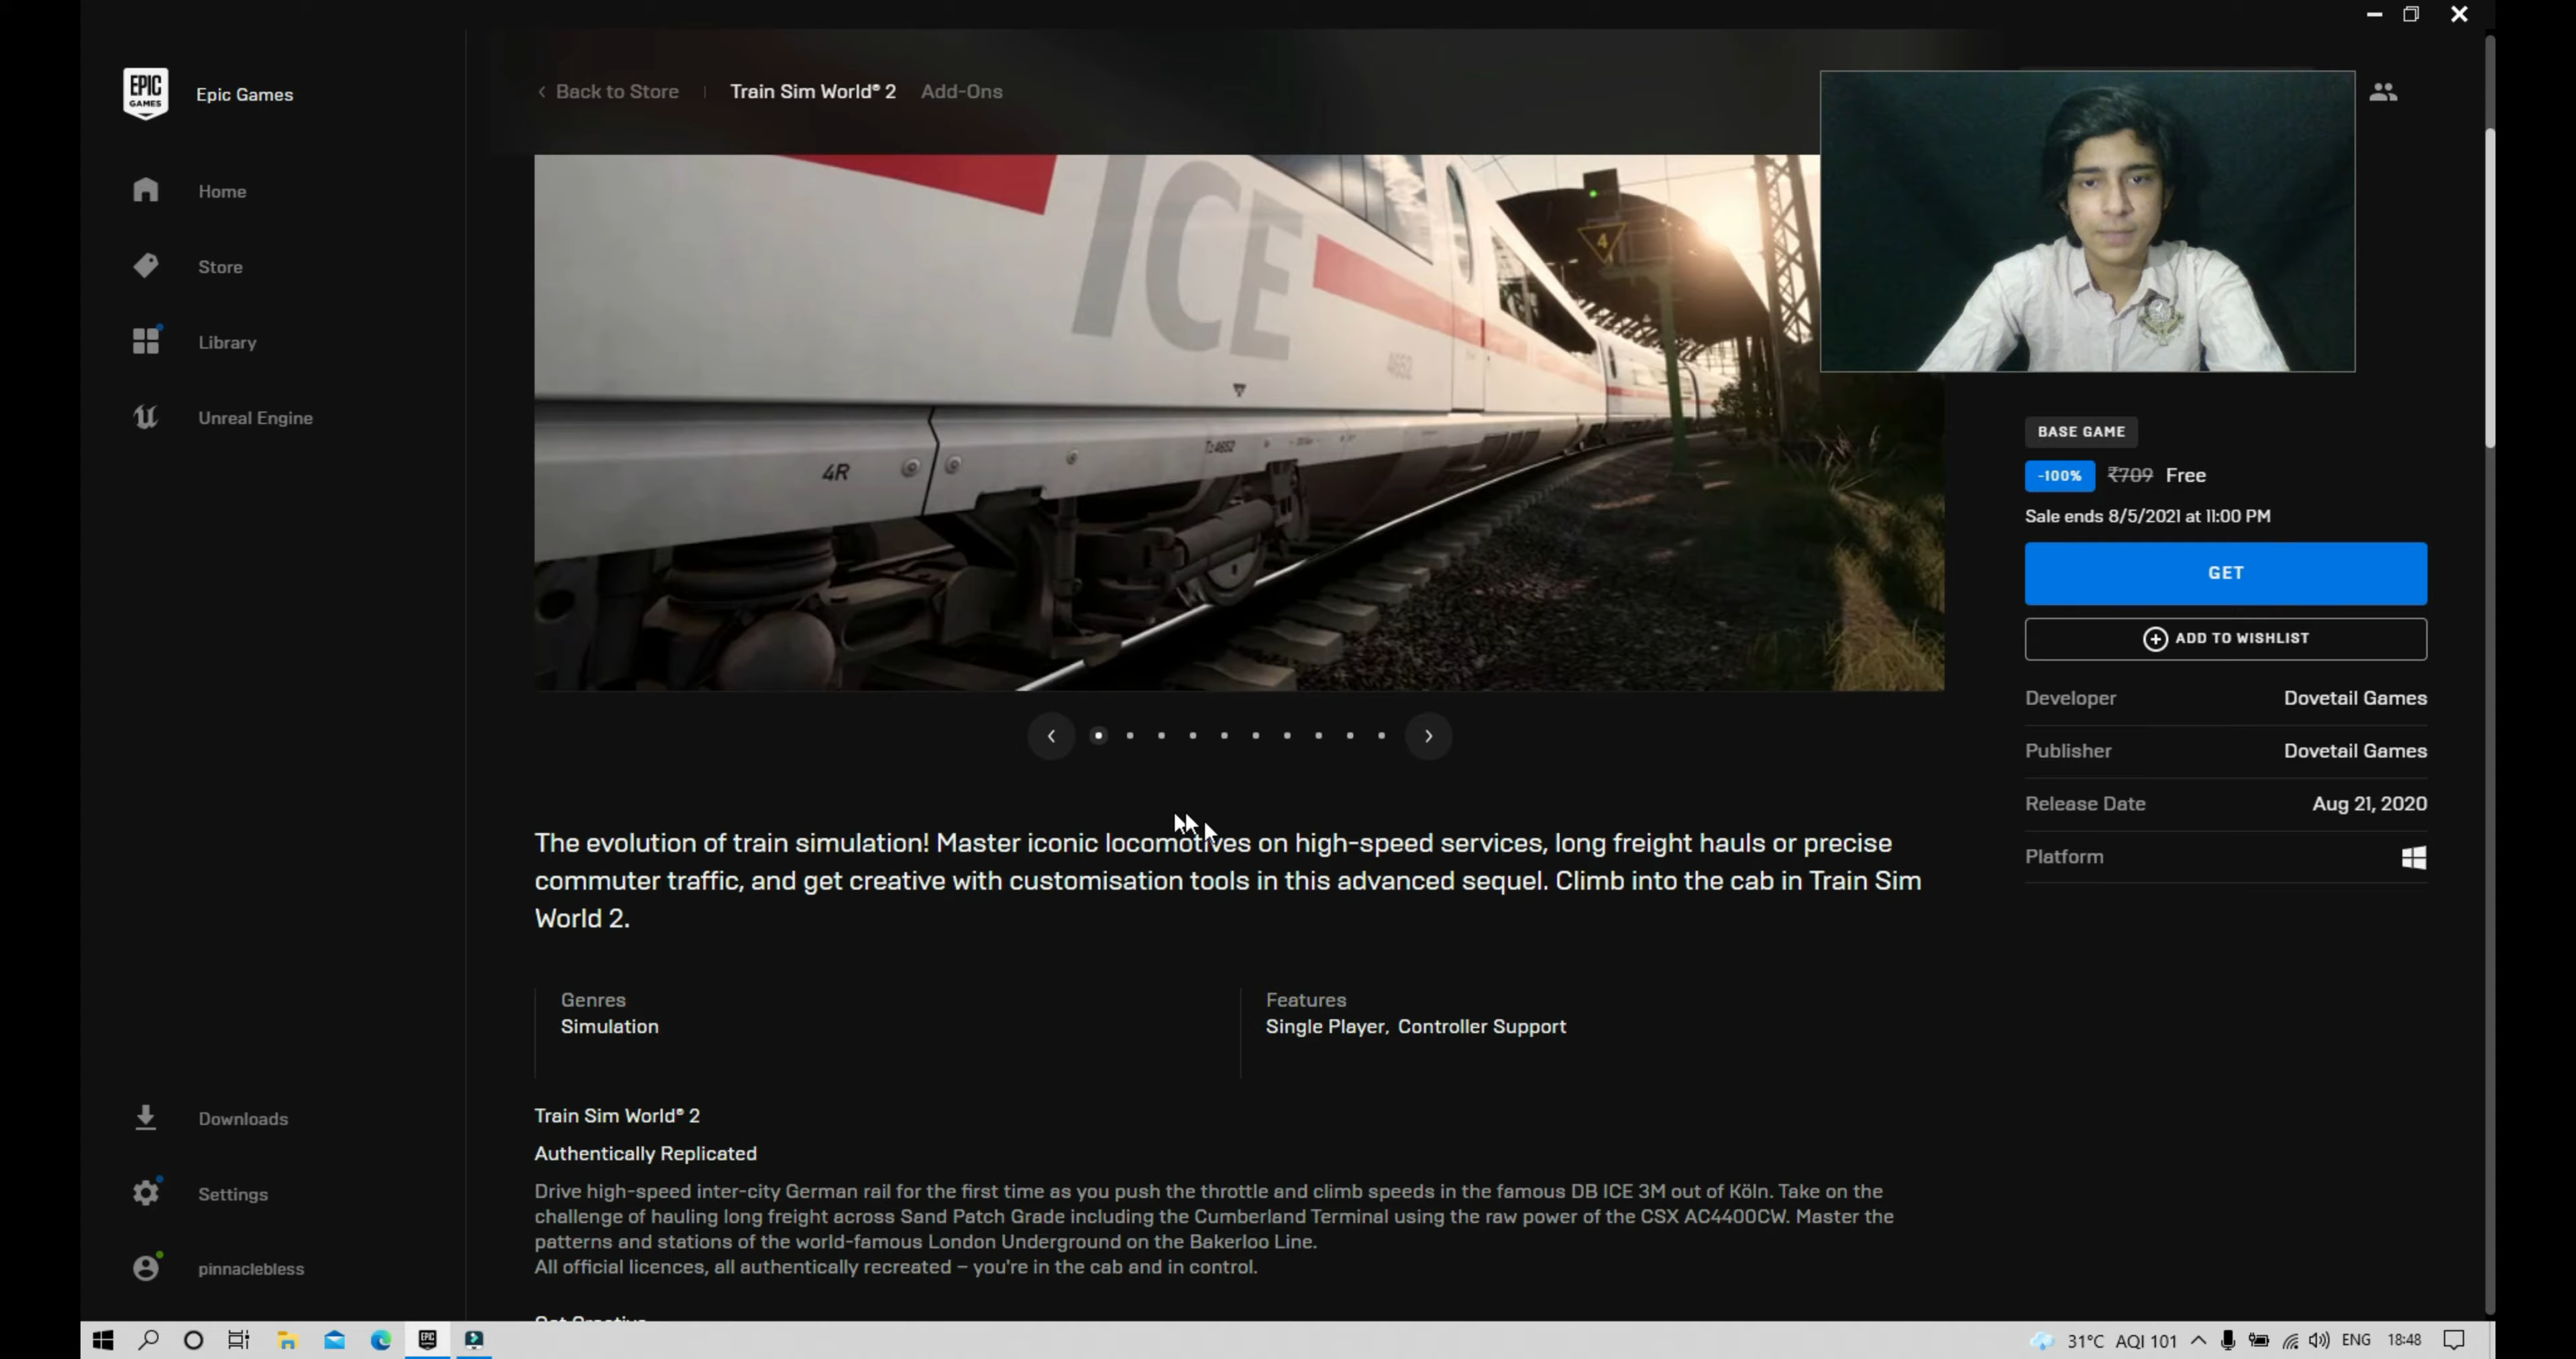 EPIC GAMES
Epic Games
Home
Store
Library
Unreal Engine
Downloads
Settings
pinnaclebless
Back to Store
Train Sim World® 2
Add-Ons
ICE
4652
4
4R
BASE GAME
-100% ₹709 Free
Sale ends 8/5/2021 at 11:00 PM
GET
ADD TO WISHLIST
Developer Dovetail Games
Publisher Dovetail Games
Release Date Aug 21, 2020
Platform
The evolution of train simulation! Master iconic locomotives on high-speed services, long freight hauls or precise
commuter traffic, and get creative with customisation tools in this advanced sequel. Climb into the cab in Train Sim
World 2.
Genres
Simulation
Features
Single Player, Controller Support
Train Sim World® 2
Authentically Replicated
Drive high-speed inter-city German rail for the first time as you push the throttle and climb speeds in the famous DB ICE 3M out of Köln. Take on the
challenge of hauling long freight across Sand Patch Grade including the Cumberland Terminal using the raw power of the CSX AC4400CW. Master the
patterns and stations of the world-famous London Underground on the Bakerloo Line.
All official licences, all authentically recreated – you're in the cab and in control.
31°C AQI 101
ENG
18:48